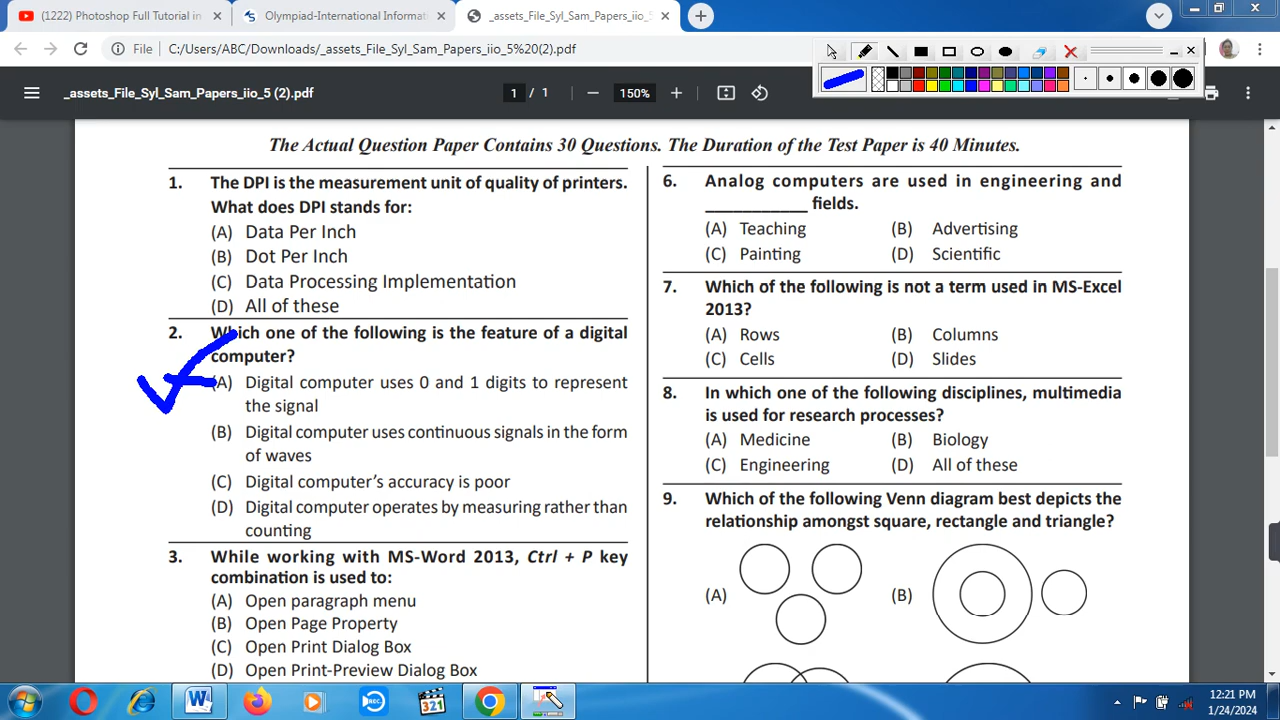 (1222) Photoshop Full Tutorial in
Olympiad-International Informati
_assets_File_Syl_Sam_Papers_iio_5
File
C:/Users/ABC/Downloads/_assets_File_Syl_Sam_Papers_iio_5%20(2).pdf
_assets_File_Syl_Sam_Papers_iio_5 (2).pdf
1 / 1
150%
The Actual Question Paper Contains 30 Questions. The Duration of the Test Paper is 40 Minutes.
1. The DPI is the measurement unit of quality of printers.
What does DPI stands for:
(A) Data Per Inch
(B) Dot Per Inch
(C) Data Processing Implementation
(D) All of these
2. Which one of the following is the feature of a digital
computer?
(A) Digital computer uses 0 and 1 digits to represent
the signal
(B) Digital computer uses continuous signals in the form
of waves
(C) Digital computer's accuracy is poor
(D) Digital computer operates by measuring rather than
counting
3. While working with MS-Word 2013, Ctrl + P key
combination is used to:
(A) Open paragraph menu
(B) Open Page Property
(C) Open Print Dialog Box
(D) Open Print-Preview Dialog Box
6. Analog computers are used in engineering and
___________ fields.
(A) Teaching (B) Advertising
(C) Painting (D) Scientific
7. Which of the following is not a term used in MS-Excel
2013?
(A) Rows (B) Columns
(C) Cells (D) Slides
8. In which one of the following disciplines, multimedia
is used for research processes?
(A) Medicine (B) Biology
(C) Engineering (D) All of these
9. Which of the following Venn diagram best depicts the
relationship amongst square, rectangle and triangle?
(A) (B)
REC
321
12:21 PM
1/24/2024